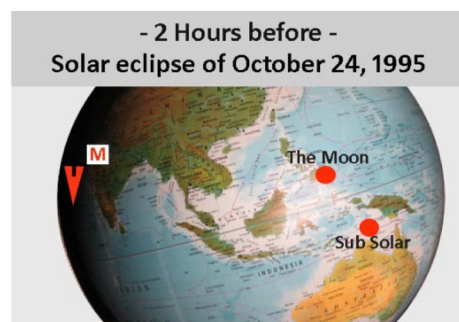 - 2 Hours before -
Solar eclipse of October 24, 1995
M
The Moon
Sub Solar
INDONESIA